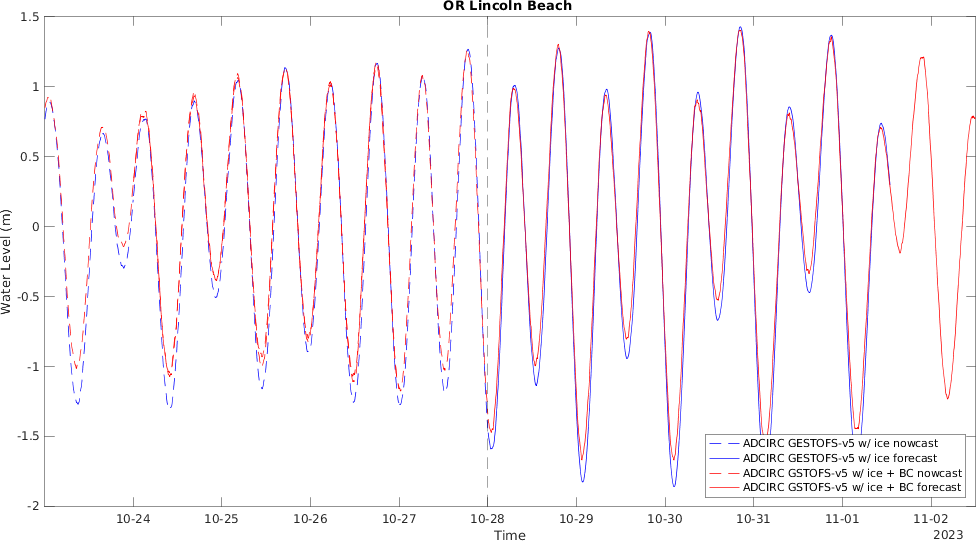 OR Lincoln Beach
1.5
1
0.5
0
-0.5
-1
-1.5
-2
Water Level (m)
10-24 10-25 10-26 10-27 10-28 10-29 10-30 10-31 11-01 11-02
Time
2023
ADCIRC GESTOFS-v5 w/ ice nowcast
ADCIRC GESTOFS-v5 w/ ice forecast
ADCIRC GSTOFS-v5 w/ ice + BC nowcast
ADCIRC GSTOFS-v5 w/ ice + BC forecast